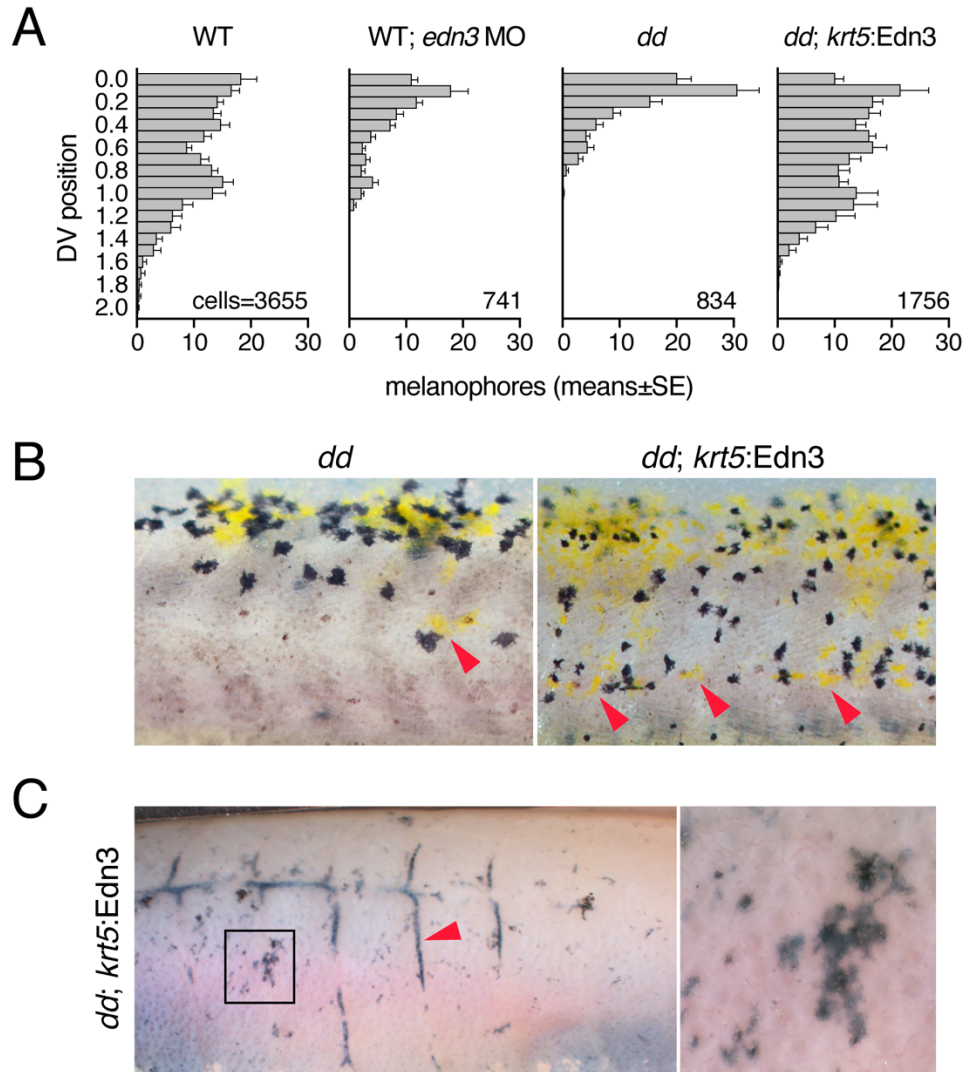 A
WT
WT; edn3 MO
dd
dd; krt5:Edn3
DV position
0.0
0.2
0.4
0.6
0.8
1.0
1.2
1.4
1.6
1.8
2.0
cells=3655
741
834
1756
0 10 20 30
0 10 20 30
0 10 20 30
0 10 20 30
melanophores (means±SE)
B
dd
dd; krt5:Edn3
C
dd; krt5:Edn3